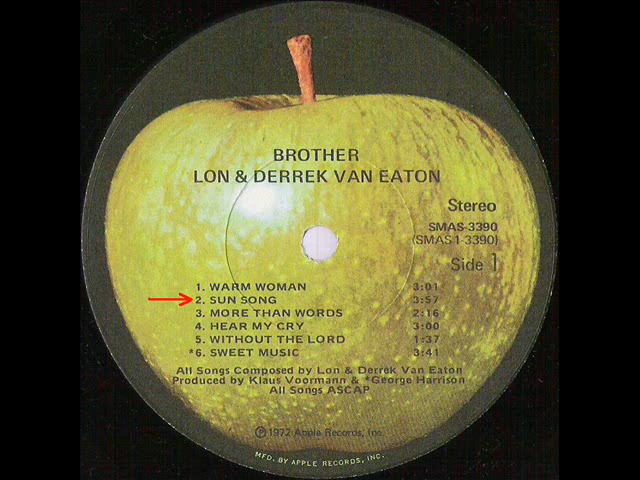 BROTHER
LON & DERREK VAN EATON
Stereo
SMAS-3390
(SMAS 1-3390)
Side 1
1. WARM WOMAN 3:01
2. SUN SONG 3:57
3. MORE THAN WORDS 2:16
4. HEAR MY CRY 3:00
5. WITHOUT THE LORD 1:37
*6. SWEET MUSIC 3:41
All Songs Composed by Lon & Derrek Van Eaton
Produced by Klaus Voormann & *George Harrison
All Songs ASCAP
℗1972 Apple Records, Inc.
MFD. BY APPLE RECORDS, INC.